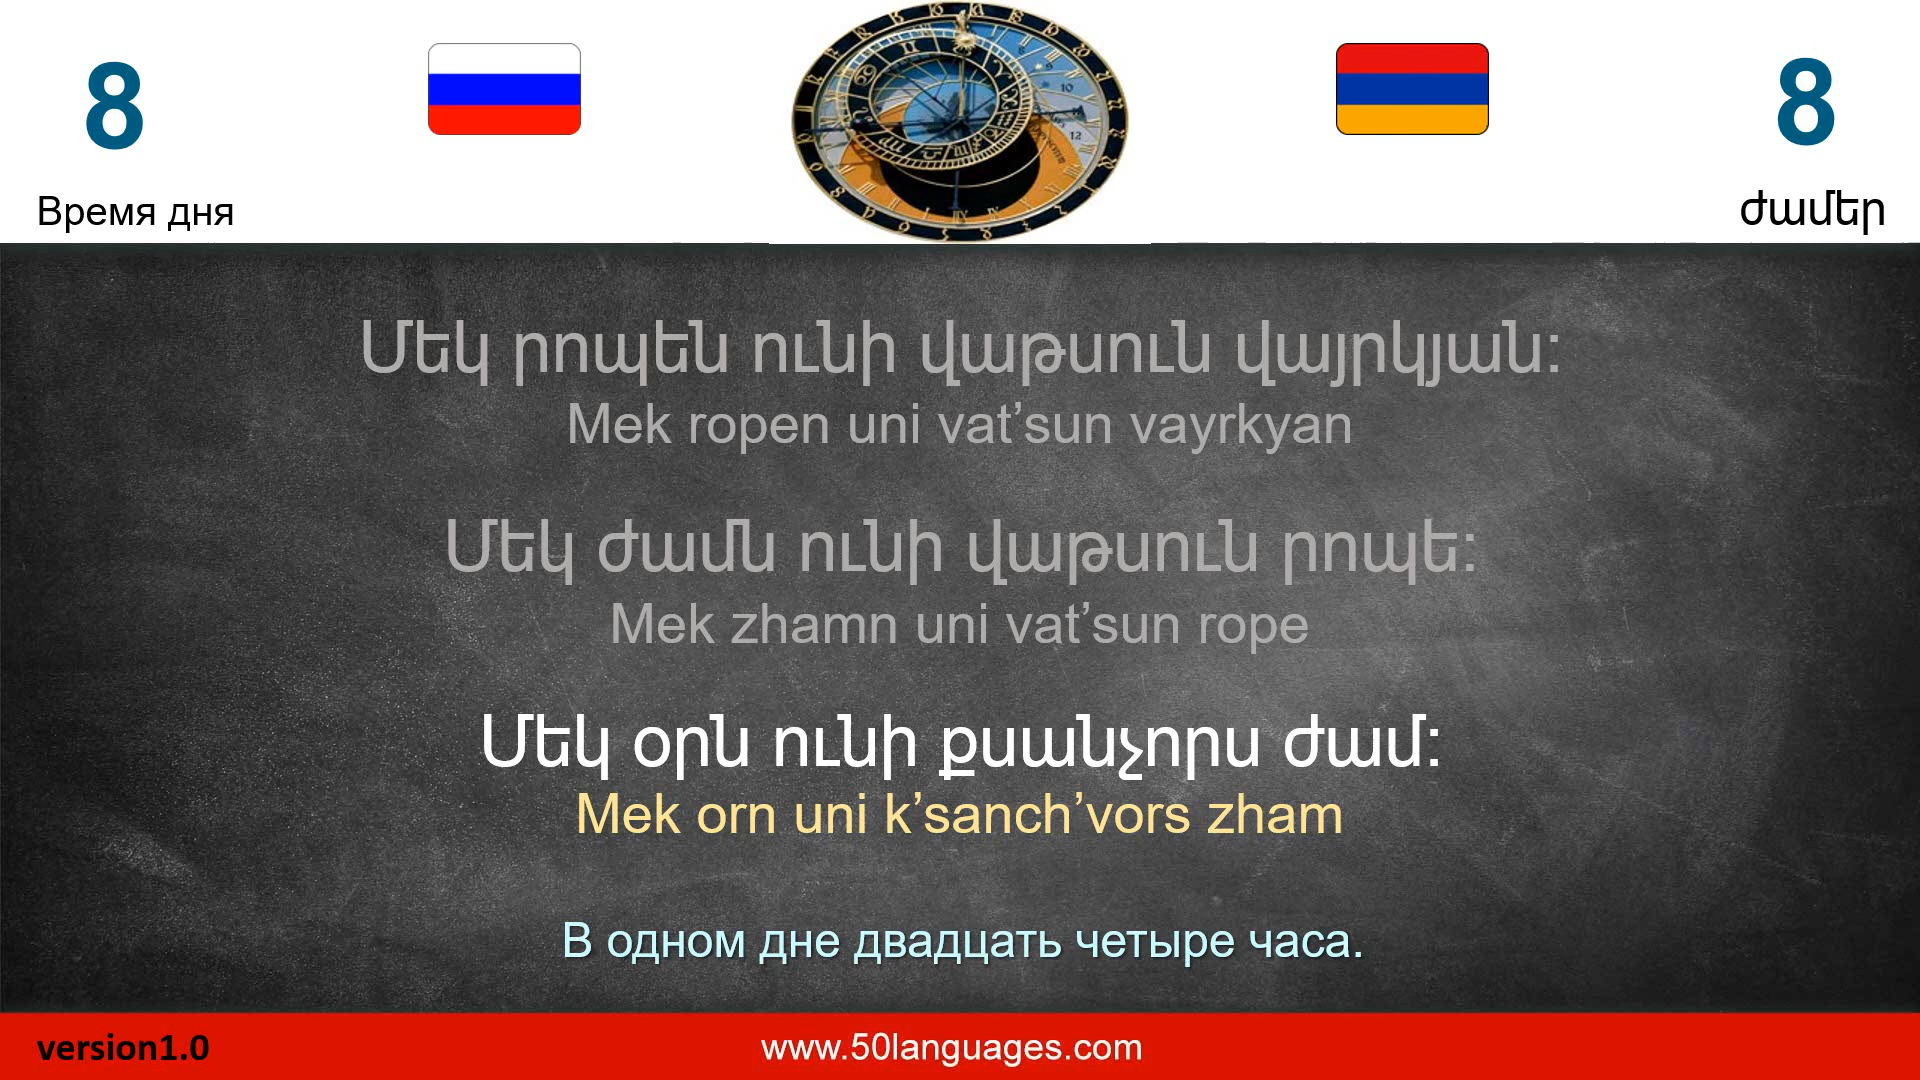 8
8
Время дня
ժամեր
Մեկ րոպեն ունի վաթսուն վայրկյան:
Mek ropen uni vat’sun vayrkyan
Մեկ ժամն ունի վաթսուն րոպե:
Mek zhamn uni vat’sun rope
Մեկ օրն ունի քսանչորս ժամ:
Mek orn uni k’sanch’vors zham
В одном дне двадцать четыре часа.
version1.0
www.50languages.com